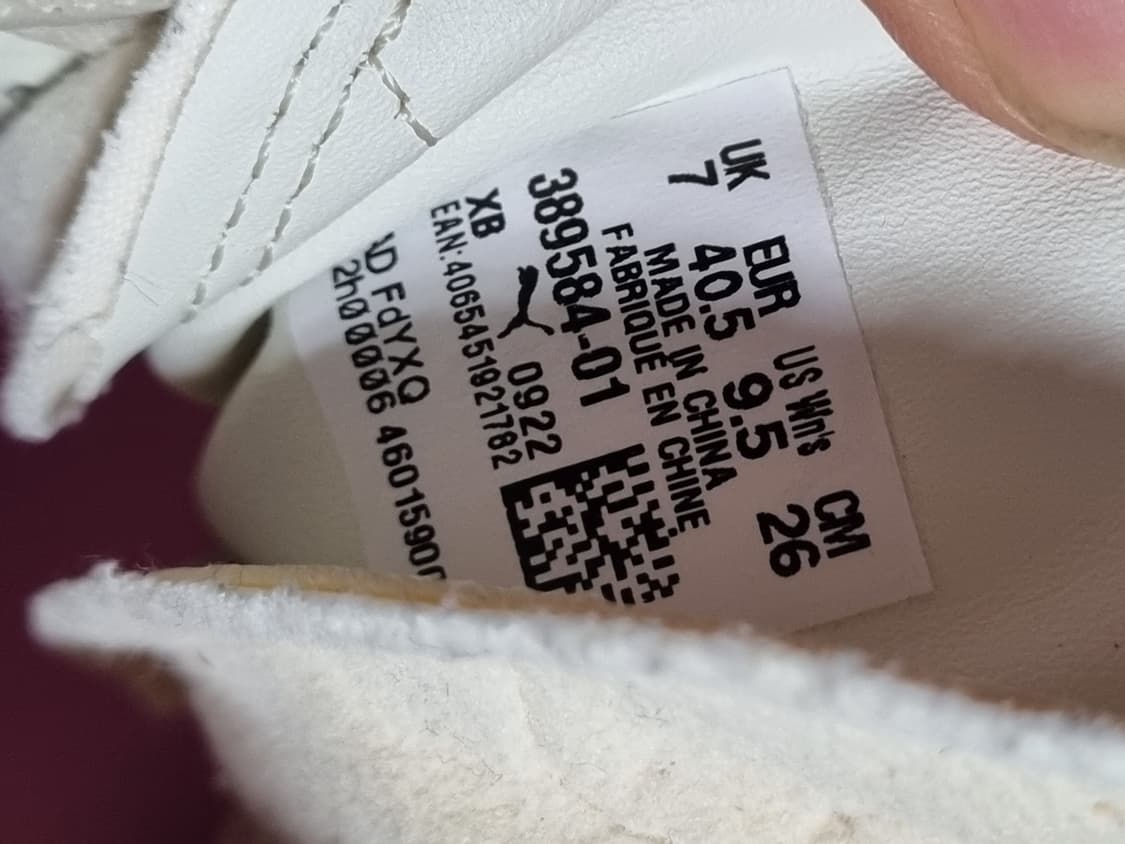 UK EUR US Wn's CM
7 40.5 9.5 26
MADE IN CHINA
FABRIQUÉ EN CHINE
389584-01
XB 0922
EAN:4065451921782
FdYXQ
2h00006 4601590